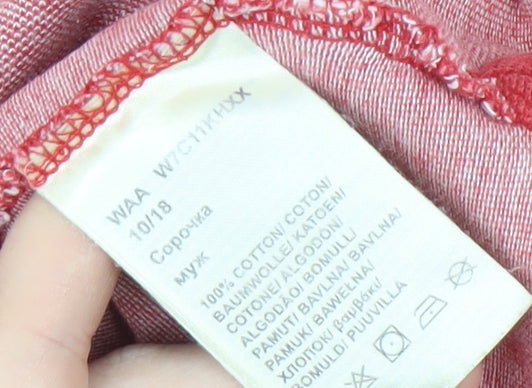 WAA W7C11KHXX
10/18
Сорочка
муж
100% COTTON/ COTON/
BAUMWOLLE/ KATOEN/
COTONE/ ALGODON/
ALGODÃO/ BOMULL/
PAMUT/ BAVLNA/ BAVLNA/
PAMUK/ BAWEŁNA/
ХЛОПОК/ βαμβάκι/
BOMULD/ PUUVILLA